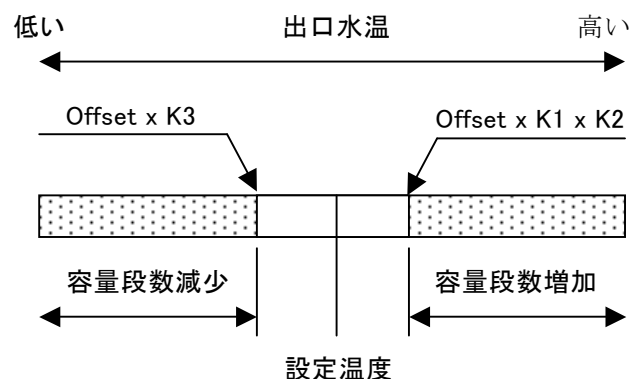 低い 出口水温 高い
Offset x K3 Offset x K1 x K2
容量段数減少 容量段数増加
設定温度